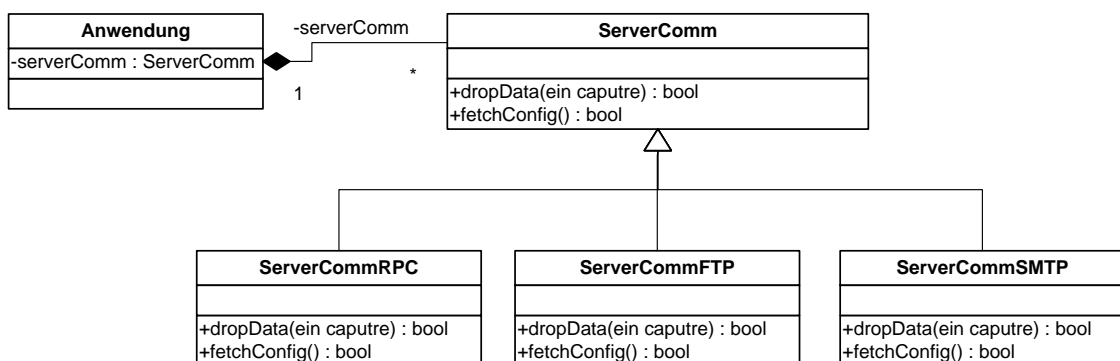 Anwendung
-serverComm : ServerComm
-serverComm
1
*
ServerComm
+dropData(ein caputre) : bool
+fetchConfig() : bool
ServerCommRPC
+dropData(ein caputre) : bool
+fetchConfig() : bool
ServerCommFTP
+dropData(ein caputre) : bool
+fetchConfig() : bool
ServerCommSMTP
+dropData(ein caputre) : bool
+fetchConfig() : bool